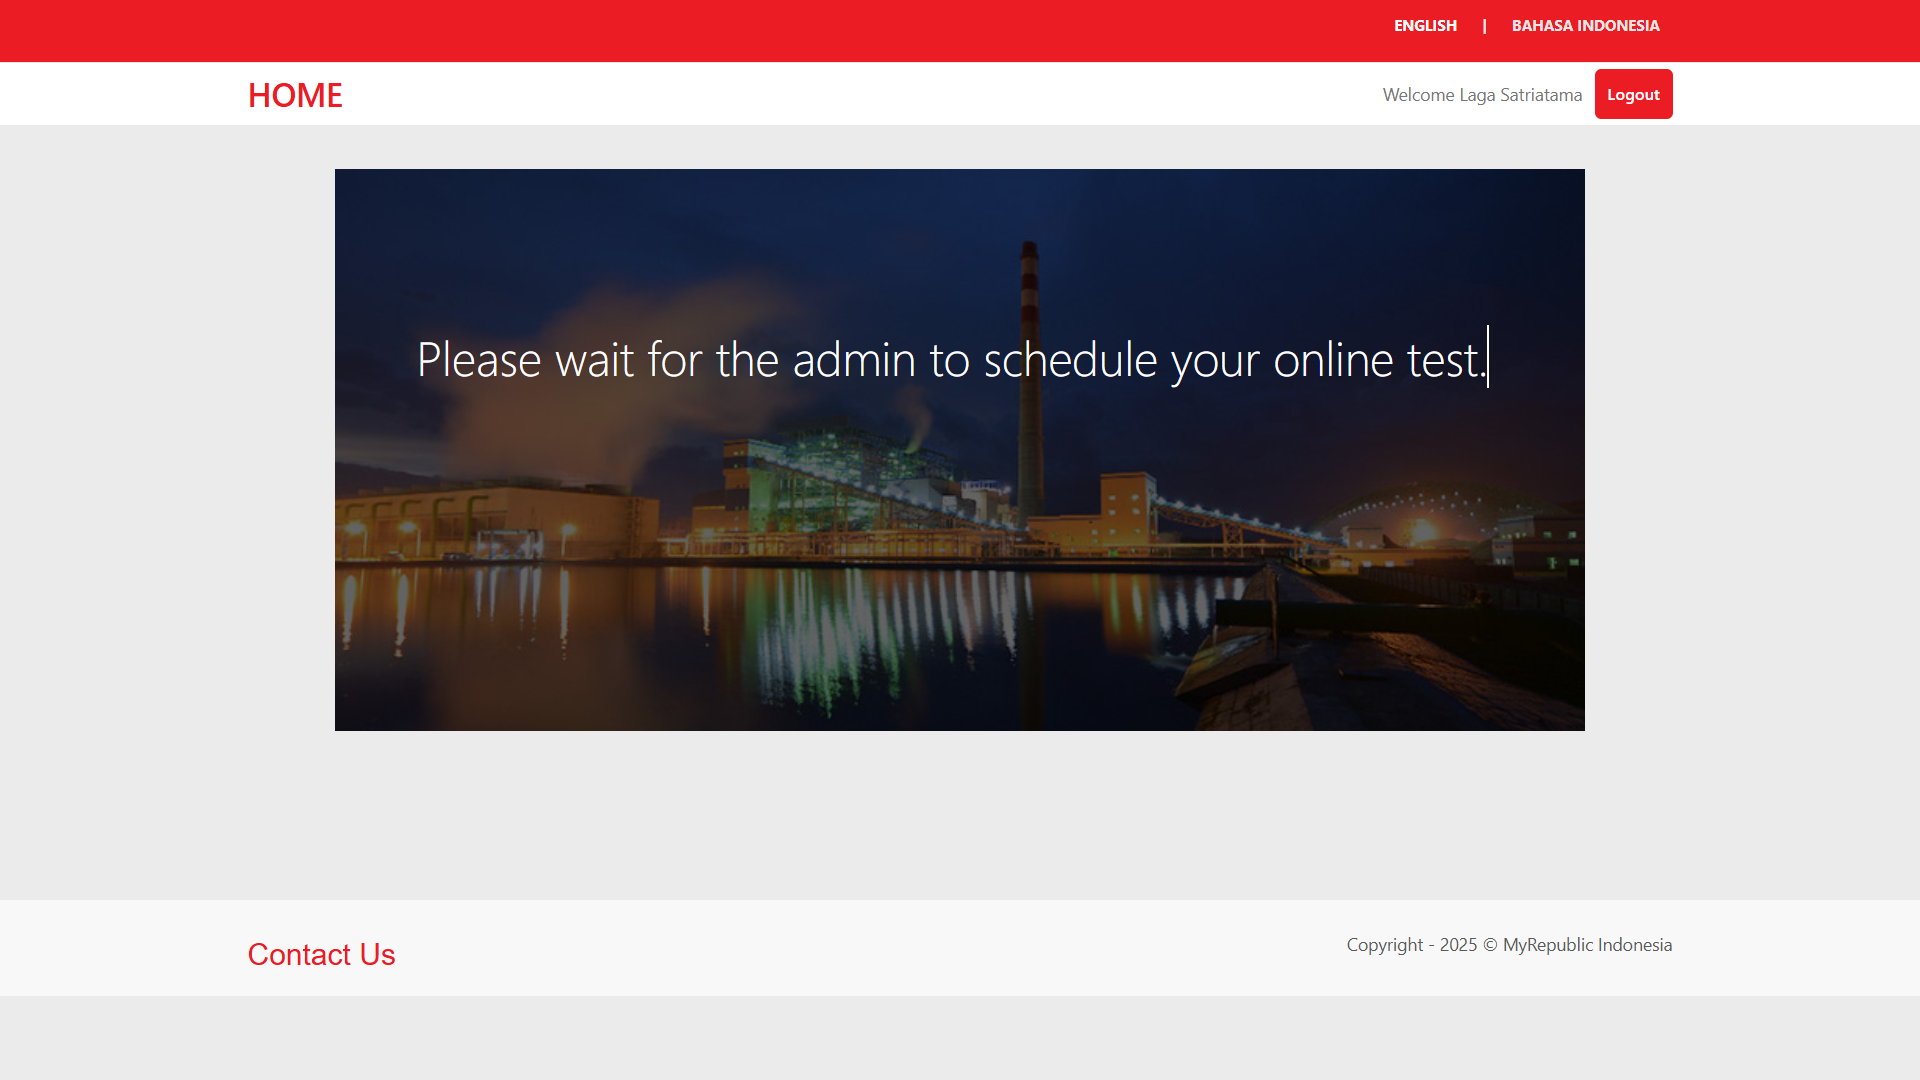 ENGLISH | BAHASA INDONESIA
HOME
Welcome Laga Satriatama
Logout
Please wait for the admin to schedule your online test.
Contact Us
Copyright - 2025 © MyRepublic Indonesia